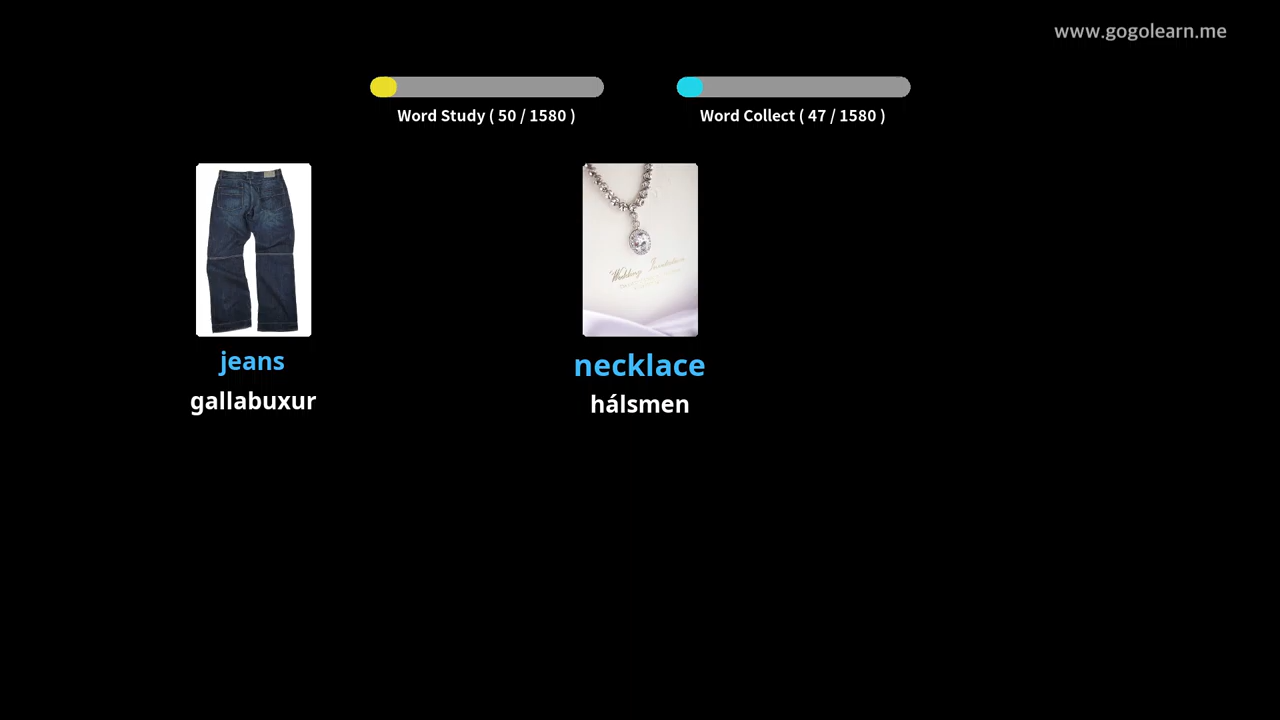 www.gogolearn.me
Word Study ( 50 / 1580 )
Word Collect ( 47 / 1580 )
jeans
gallabuxur
necklace
hálsmen